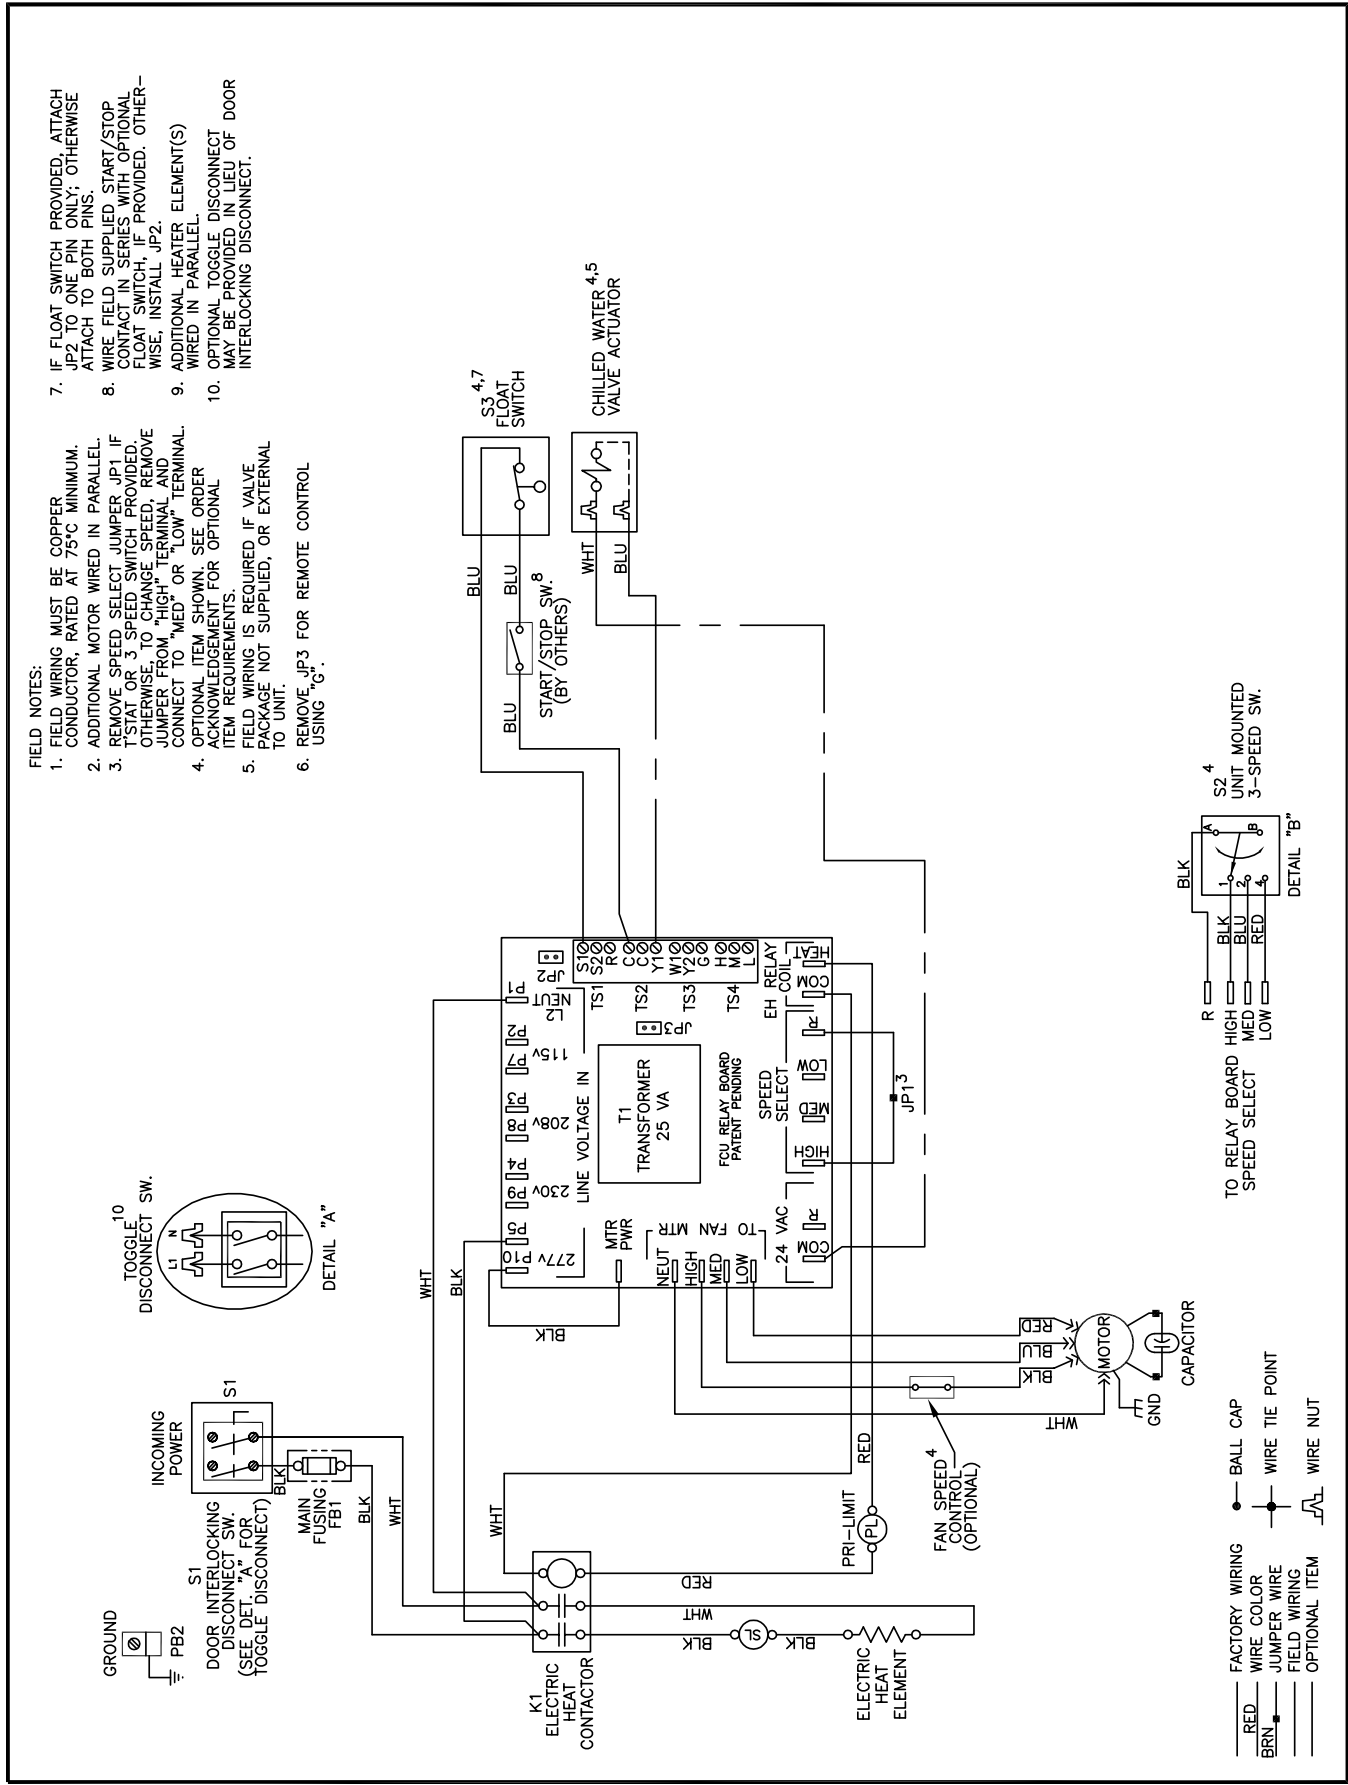 FIELD NOTES:
1. FIELD WIRING MUST BE COPPER
CONDUCTOR, RATED AT 75°C MINIMUM.
2. ADDITIONAL MOTOR WIRED IN PARALLEL.
3. REMOVE SPEED SELECT JUMPER JP1 IF
T'STAT OR 3 SPEED SWITCH PROVIDED.
OTHERWISE, TO CHANGE SPEED, REMOVE
JUMPER FROM "HIGH" TERMINAL AND
CONNECT TO "MED" OR "LOW" TERMINAL.
4. OPTIONAL ITEM SHOWN. SEE ORDER
ACKNOWLEDGEMENT FOR OPTIONAL
ITEM REQUIREMENTS.
5. FIELD WIRING IS REQUIRED IF VALVE
PACKAGE NOT SUPPLIED, OR EXTERNAL
TO UNIT.
6. REMOVE JP3 FOR REMOTE CONTROL
USING "G".
7. IF FLOAT SWITCH PROVIDED, ATTACH
JP2 TO ONE PIN ONLY; OTHERWISE
ATTACH TO BOTH PINS.
8. WIRE FIELD SUPPLIED START/STOP
CONTACT IN SERIES WITH OPTIONAL
FLOAT SWITCH, IF PROVIDED. OTHER-
WISE, INSTALL JP2.
9. ADDITIONAL HEATER ELEMENT(S)
WIRED IN PARALLEL.
10. OPTIONAL TOGGLE DISCONNECT
MAY BE PROVIDED IN LIEU OF DOOR
INTERLOCKING DISCONNECT.
GROUND
PB2
S1
DOOR INTERLOCKING
DISCONNECT SW.
(SEE DET. "A" FOR
TOGGLE DISCONNECT)
INCOMING
POWER
S1
BLK
MAIN
FUSING
FB1
BLK
WHT
TOGGLE 10
DISCONNECT SW.
L1
N
DETAIL "A"
WHT
BLK
BLK
WHT
K1
ELECTRIC
HEAT
CONTACTOR
RED
WHT
BLK
SL
BLK
ELECTRIC
HEAT
ELEMENT
PRI-LIMIT
PL
RED
P10
P5
277v
P9
P4
230v
P8
P3
208v
P7
P2
115v
P1
NEUT
L2
LINE VOLTAGE IN
JP2
MTR
PWR
T1
TRANSFORMER
25 VA
JP3
S1
S2
R
C
C
Y1
W1
Y2
G
H
M
L
TS1
TS2
TS3
TS4
FCU RELAY BOARD
PATENT PENDING
TO FAN MTR
NEUT
HIGH
MED
LOW
24 VAC
COM
R
SPEED
SELECT
HIGH
MED
LOW
R
EH RELAY
COIL
COM
HEAT
JP1 3
BLU
BLU
BLU
START/STOP SW. 8
(BY OTHERS)
S3 4,7
FLOAT
SWITCH
WHT
BLU
CHILLED WATER 4,5
VALVE ACTUATOR
FAN SPEED 4
CONTROL
(OPTIONAL)
WHT
BLK
BLU
RED
MOTOR
GND
CAPACITOR
S2 4
UNIT MOUNTED
3-SPEED SW.
BLK
A
B
1
2
4
BLK
BLU
RED
R
HIGH
MED
LOW
TO RELAY BOARD
SPEED SELECT
DETAIL "B"
FACTORY WIRING
RED
WIRE COLOR
BRN
JUMPER WIRE
FIELD WIRING
OPTIONAL ITEM
BALL CAP
WIRE TIE POINT
WIRE NUT